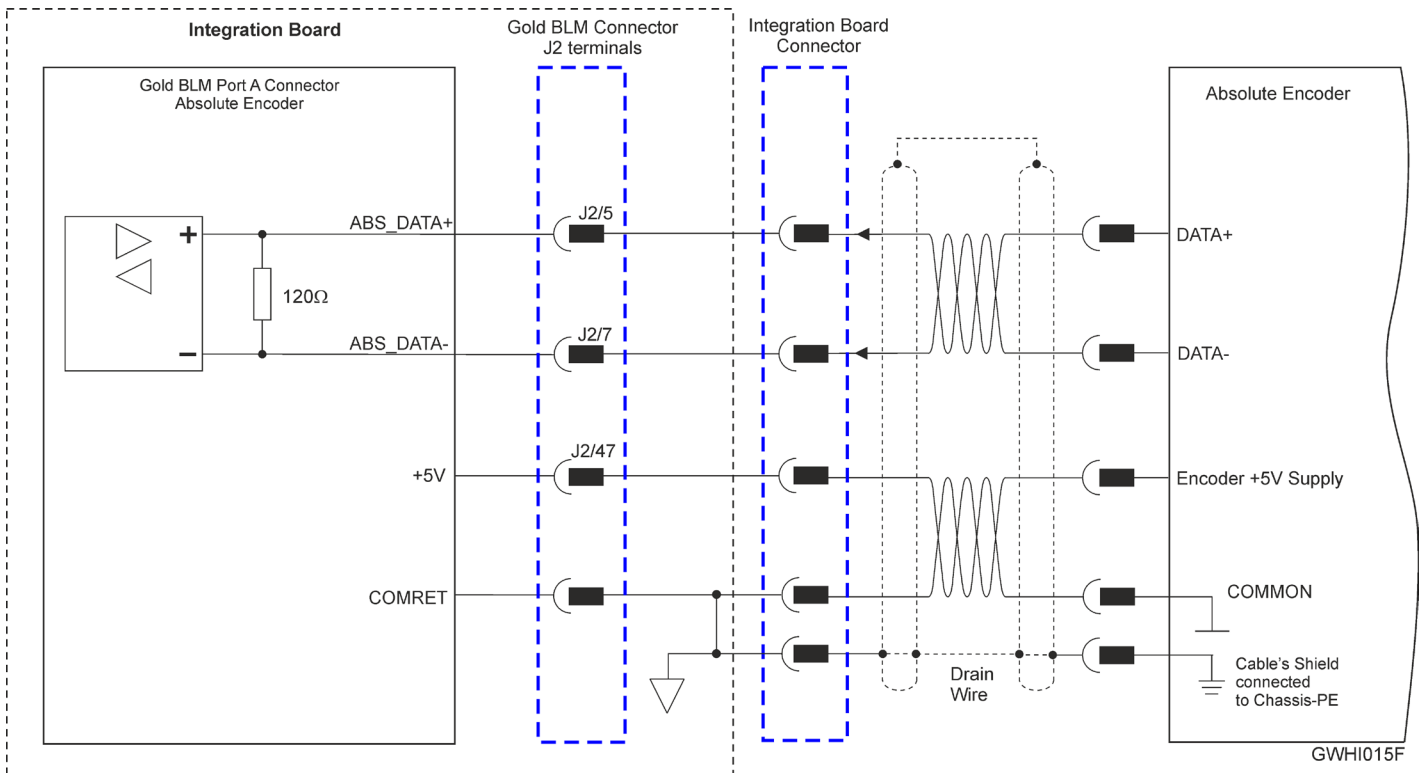 Integration Board
Gold BLM Connector
J2 terminals
Integration Board
Connector
Gold BLM Port A Connector
Absolute Encoder
Absolute Encoder
ABS_DATA+
J2/5
+
DATA+
120Ω
ABS_DATA-
J2/7
−
DATA-
+5V
J2/47
Encoder +5V Supply
COMRET
COMMON
Drain
Wire
Cable's Shield
connected
to Chassis-PE
GWHI015F